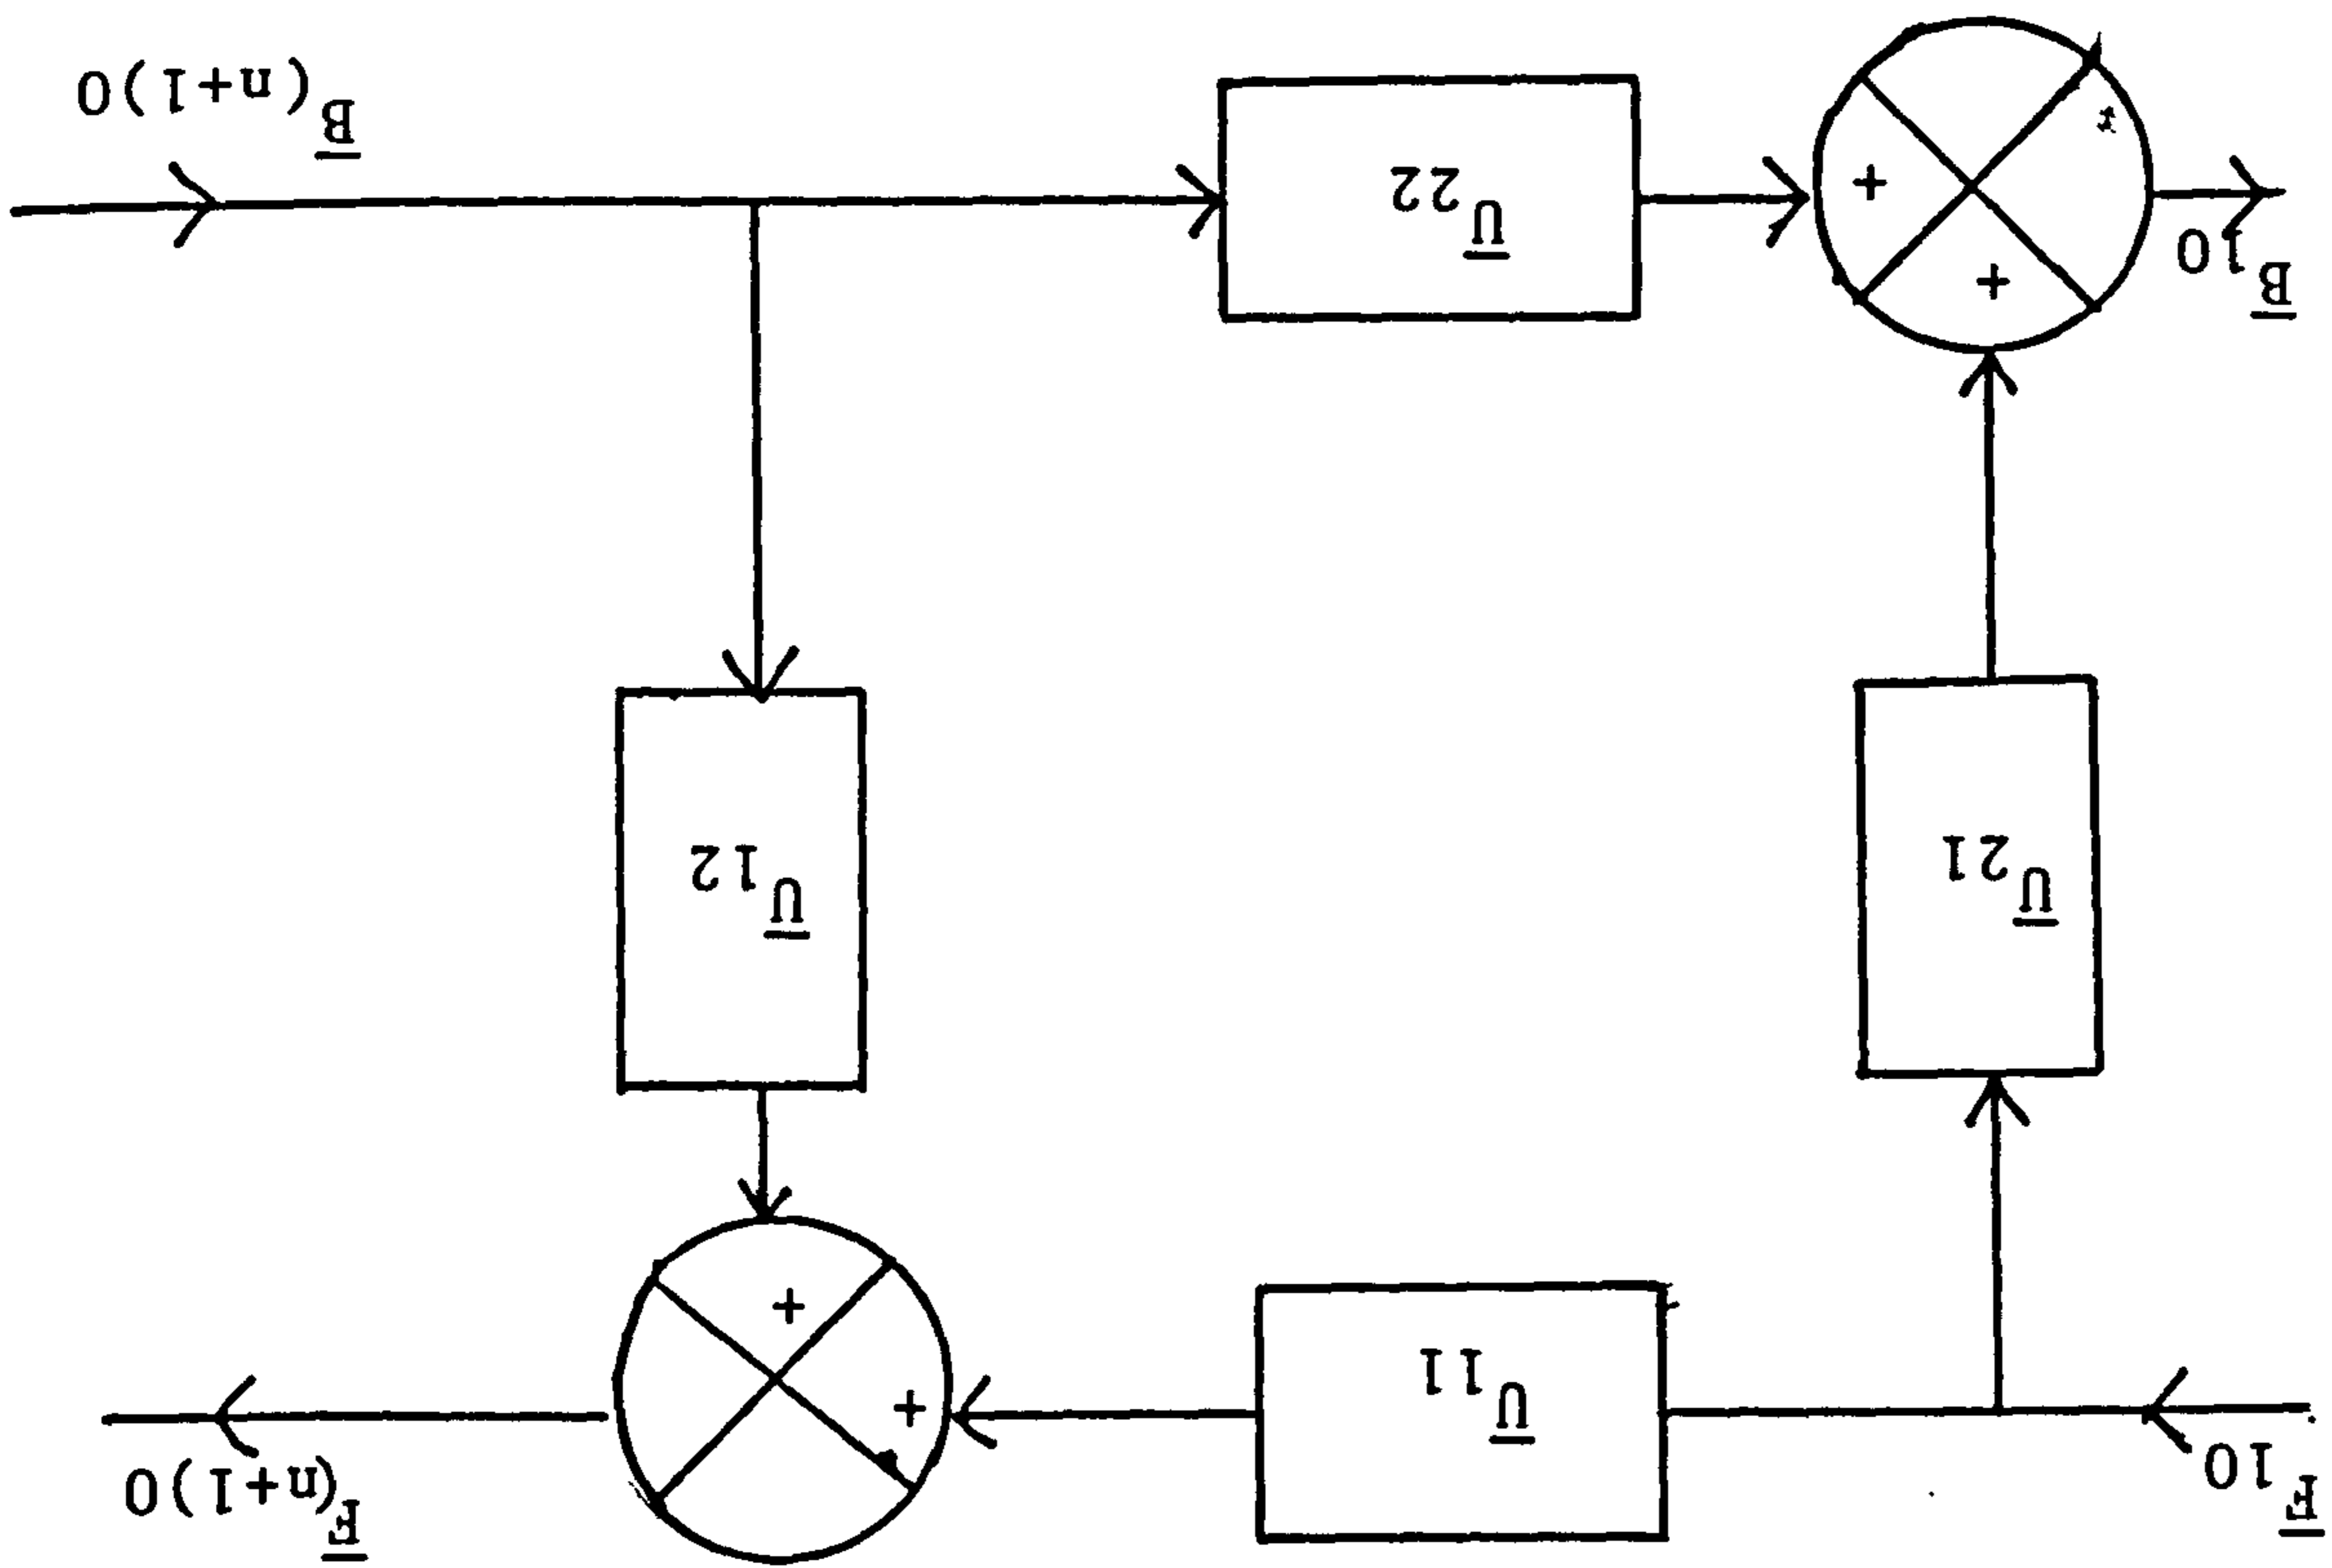 F10
U11
F(n+1)0
+
+
U21
U12
B10
+
+
U22
B(n+1)0